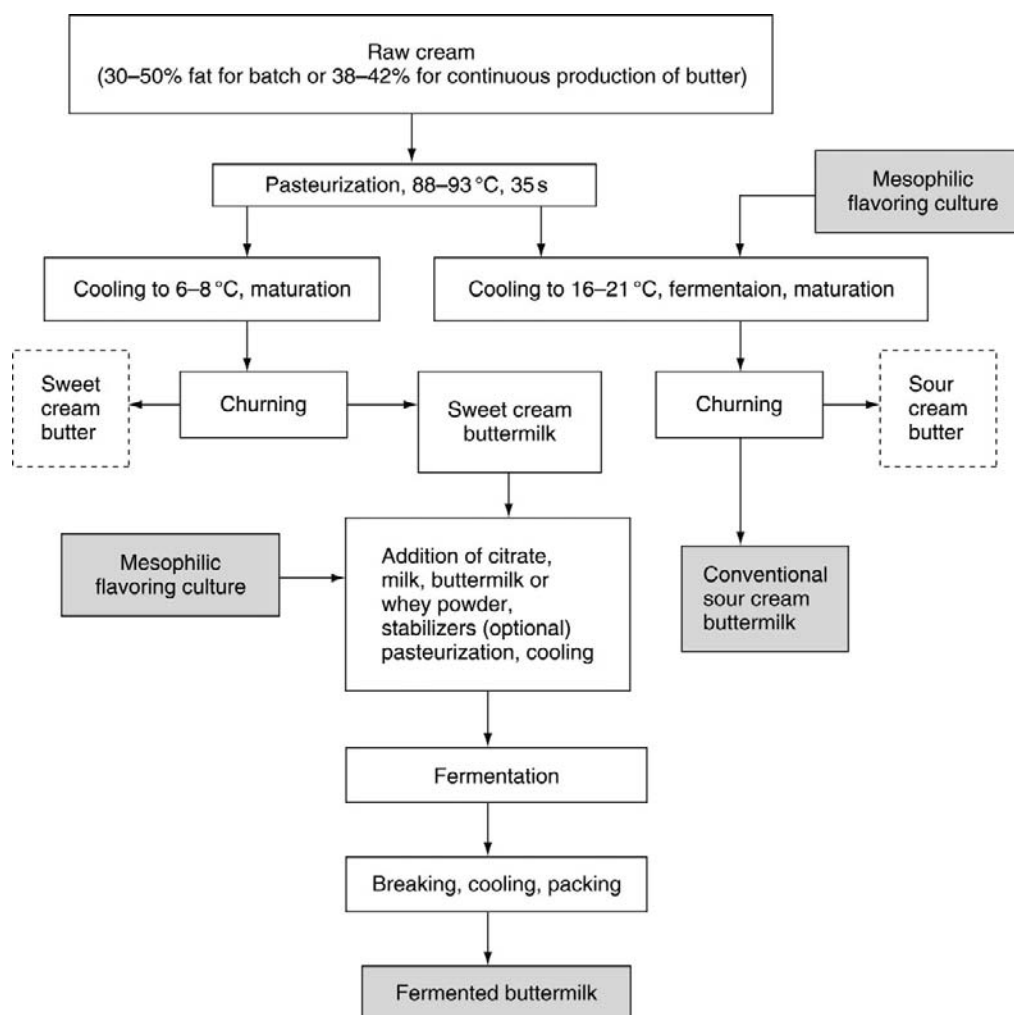 Raw cream
(30–50% fat for batch or 38–42% for continuous production of butter)
Pasteurization, 88–93 °C, 35 s
Mesophilic
flavoring culture
Cooling to 6–8 °C, maturation
Cooling to 16–21 °C, fermentaion, maturation
Sweet
cream
butter
Churning
Sweet cream
buttermilk
Churning
Sour
cream
butter
Mesophilic
flavoring culture
Addition of citrate,
milk, buttermilk or
whey powder,
stabilizers (optional)
pasteurization, cooling
Conventional
sour cream
buttermilk
Fermentation
Breaking, cooling, packing
Fermented buttermilk